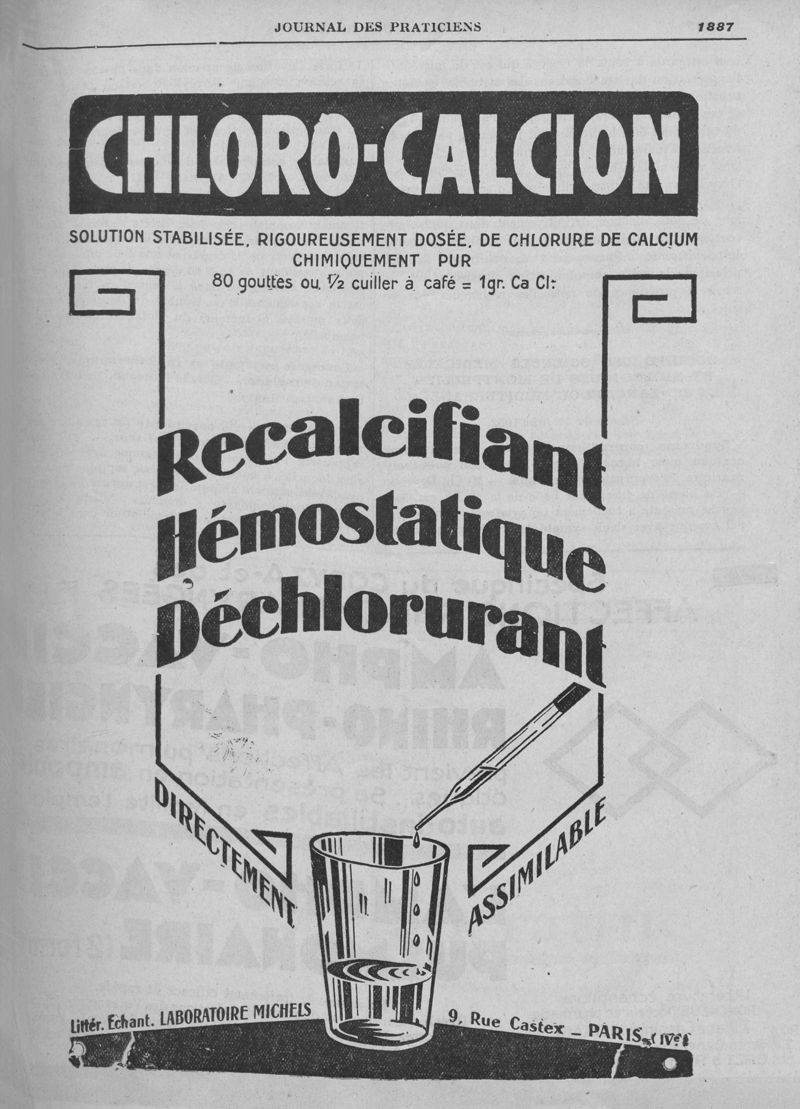 JOURNAL DES PRATICIENS
1887
CHLORO-CALCION
SOLUTION STABILISÉE, RIGOUREUSEMENT DOSÉE, DE CHLORURE DE CALCIUM
CHIMIQUEMENT PUR
80 gouttes ou 1/2 cuiller à café = 1gr. Ca Cl²
Recalcifiant
Hémostatique
Déchlorurant
DIRECTEMENT
ASSIMILABLE
Littér. Echant. LABORATOIRE MICHELS
9, Rue Castex _ PARIS (IVe)